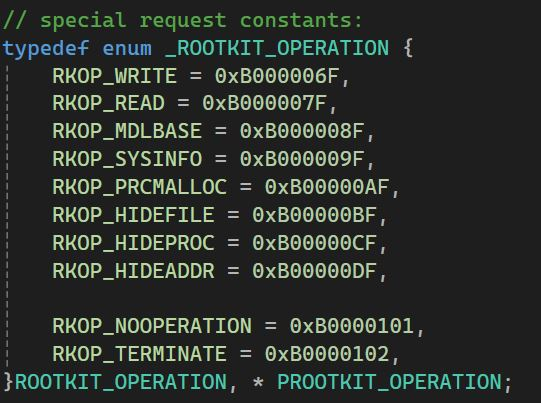 // special request constants:
typedef enum _ROOTKIT_OPERATION {
    RKOP_WRITE = 0xB000006F,
    RKOP_READ = 0xB000007F,
    RKOP_MDLBASE = 0xB000008F,
    RKOP_SYSINFO = 0xB000009F,
    RKOP_PRCMALLOC = 0xB00000AF,
    RKOP_HIDEFILE = 0xB00000BF,
    RKOP_HIDEPROC = 0xB00000CF,
    RKOP_HIDEADDR = 0xB00000DF,

    RKOP_NOOPERATION = 0xB0000101,
    RKOP_TERMINATE = 0xB0000102,
}ROOTKIT_OPERATION, * PROOTKIT_OPERATION;